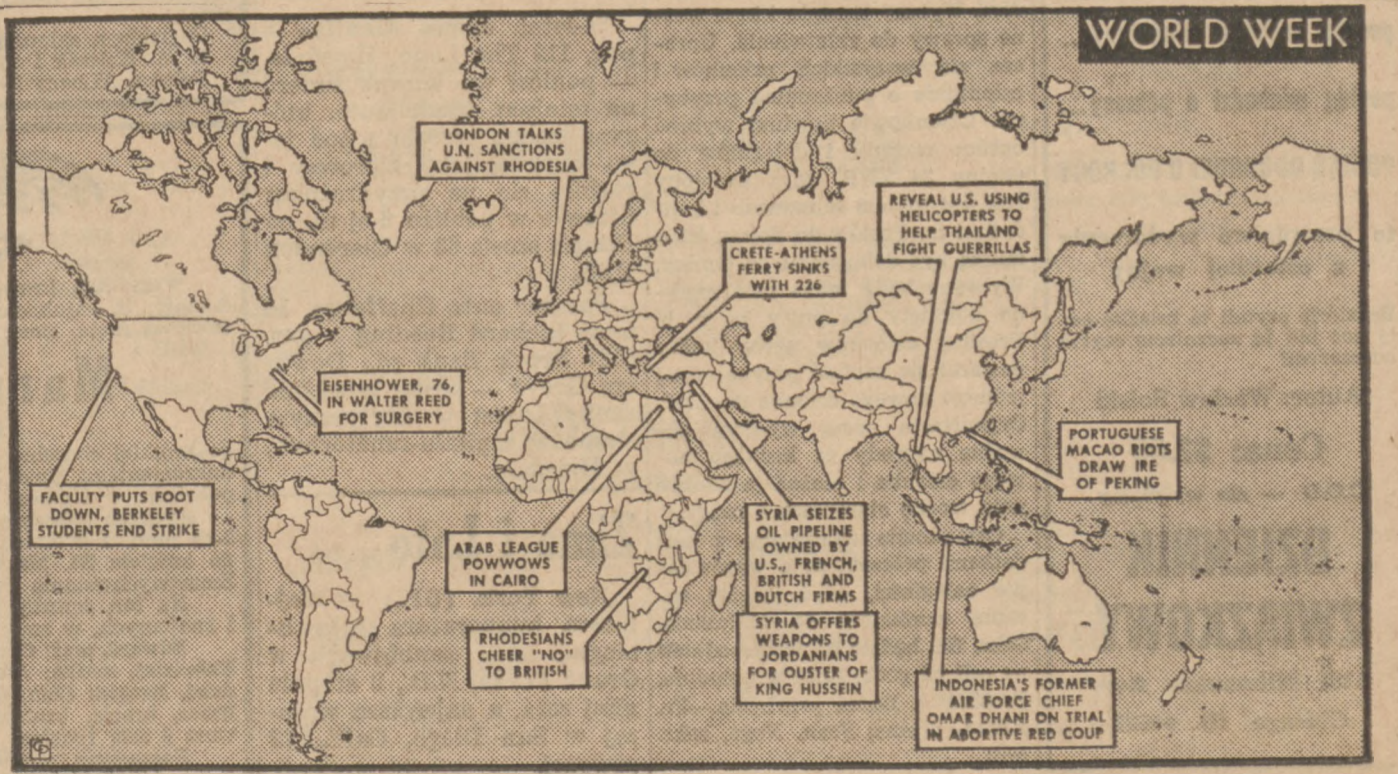 WORLD WEEK
LONDON TALKS
U.N. SANCTIONS
AGAINST RHODESIA
REVEAL U.S. USING
HELICOPTERS TO
HELP THAILAND
FIGHT GUERRILLAS
CRETE-ATHENS
FERRY SINKS
WITH 226
EISENHOWER, 76,
IN WALTER REED
FOR SURGERY
PORTUGUESE
MACAO RIOTS
DRAW IRE
OF PEKING
FACULTY PUTS FOOT
DOWN, BERKELEY
STUDENTS END STRIKE
ARAB LEAGUE
POWWOWS
IN CAIRO
SYRIA SEIZES
OIL PIPELINE
OWNED BY
U.S., FRENCH,
BRITISH AND
DUTCH FIRMS
SYRIA OFFERS
WEAPONS TO
JORDANIANS
FOR OUSTER OF
KING HUSSEIN
RHODESIANS
CHEER "NO"
TO BRITISH
INDONESIA'S FORMER
AIR FORCE CHIEF
OMAR DHANI ON TRIAL
IN ABORTIVE RED COUP